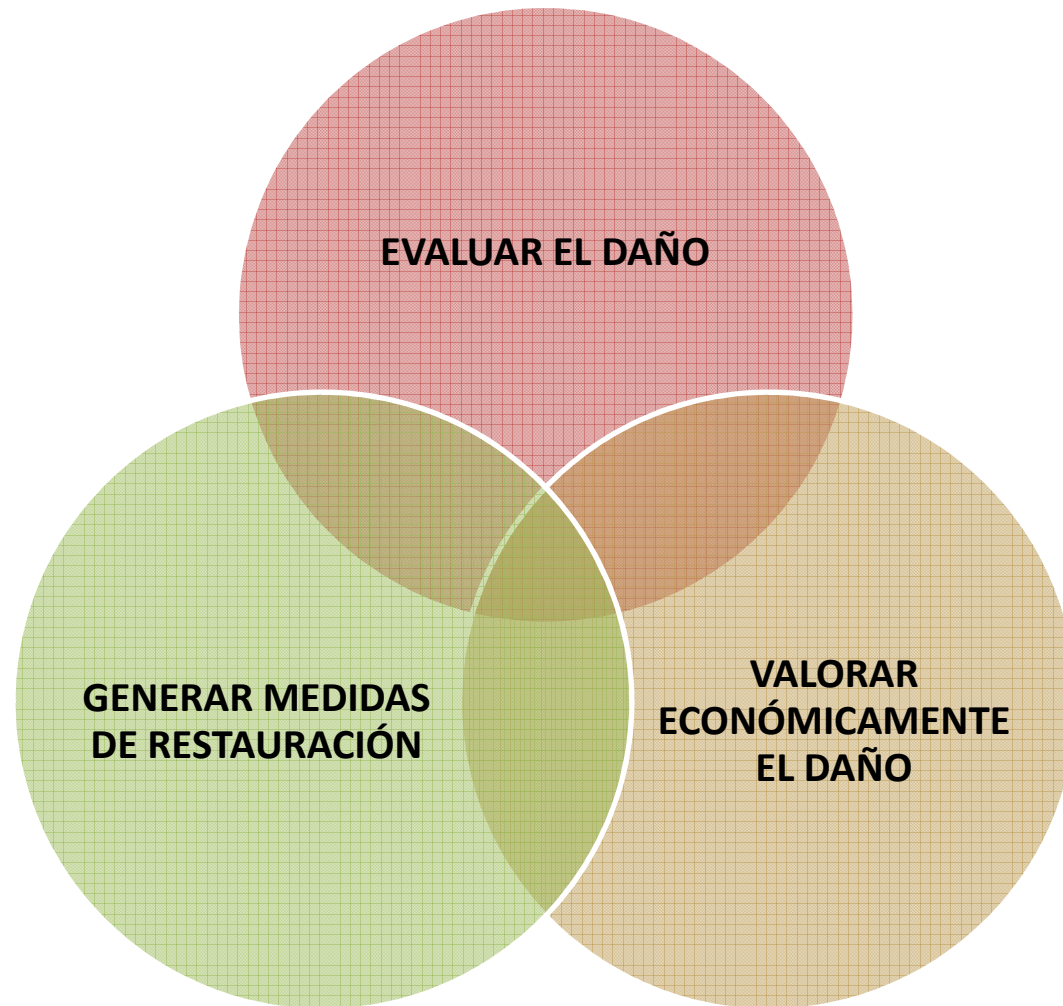 EVALUAR EL DAÑO
GENERAR MEDIDAS
DE RESTAURACIÓN
VALORAR
ECONÓMICAMENTE
EL DAÑO